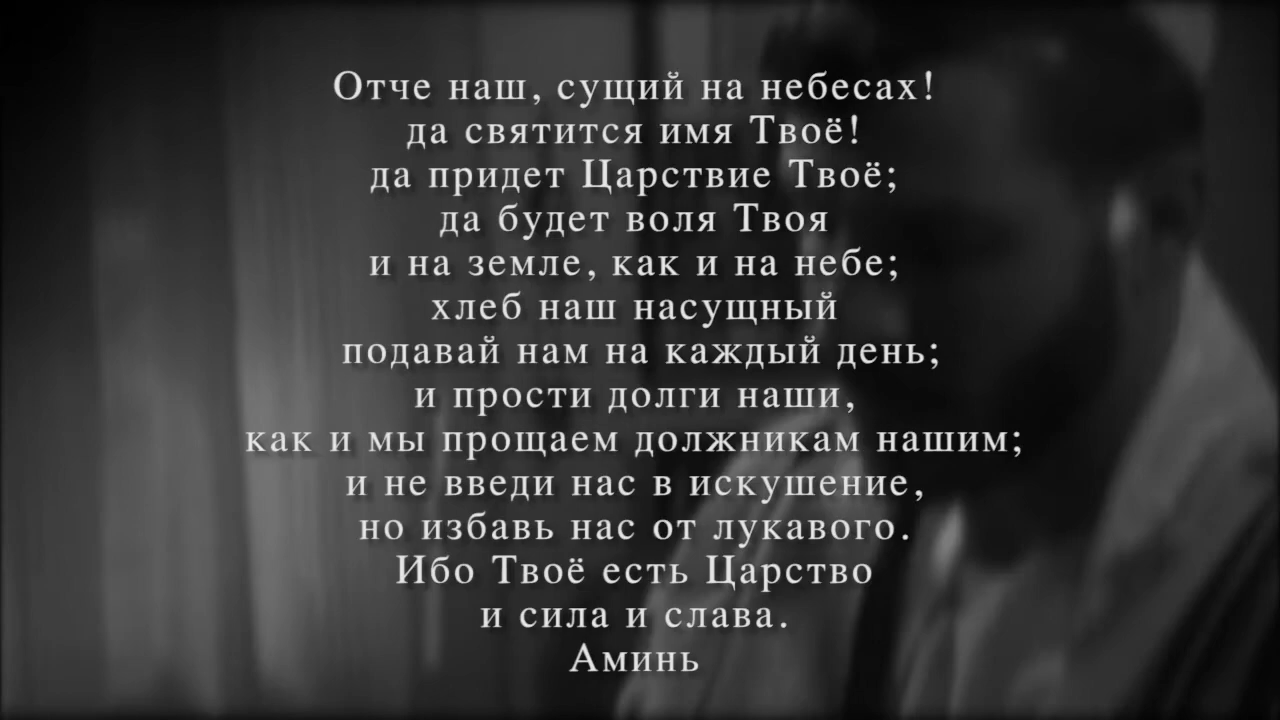 Отче наш, сущий на небесах!
да святится имя Твоё!
да придет Царствие Твоё;
да будет воля Твоя
и на земле, как и на небе;
хлеб наш насущный
подавай нам на каждый день;
и прости долги наши,
как и мы прощаем должникам нашим;
и не введи нас в искушение,
но избавь нас от лукавого.
Ибо Твоё есть Царство
и сила и слава.
Аминь